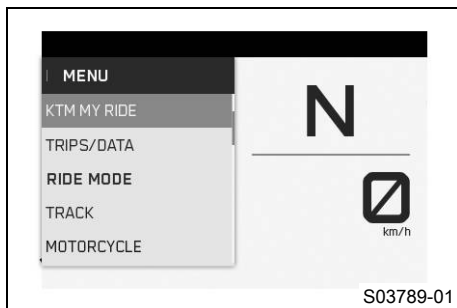 MENU
KTM MY RIDE
TRIPS/DATA
RIDE MODE
TRACK
MOTORCYCLE
N
0
km/h
S03789-01